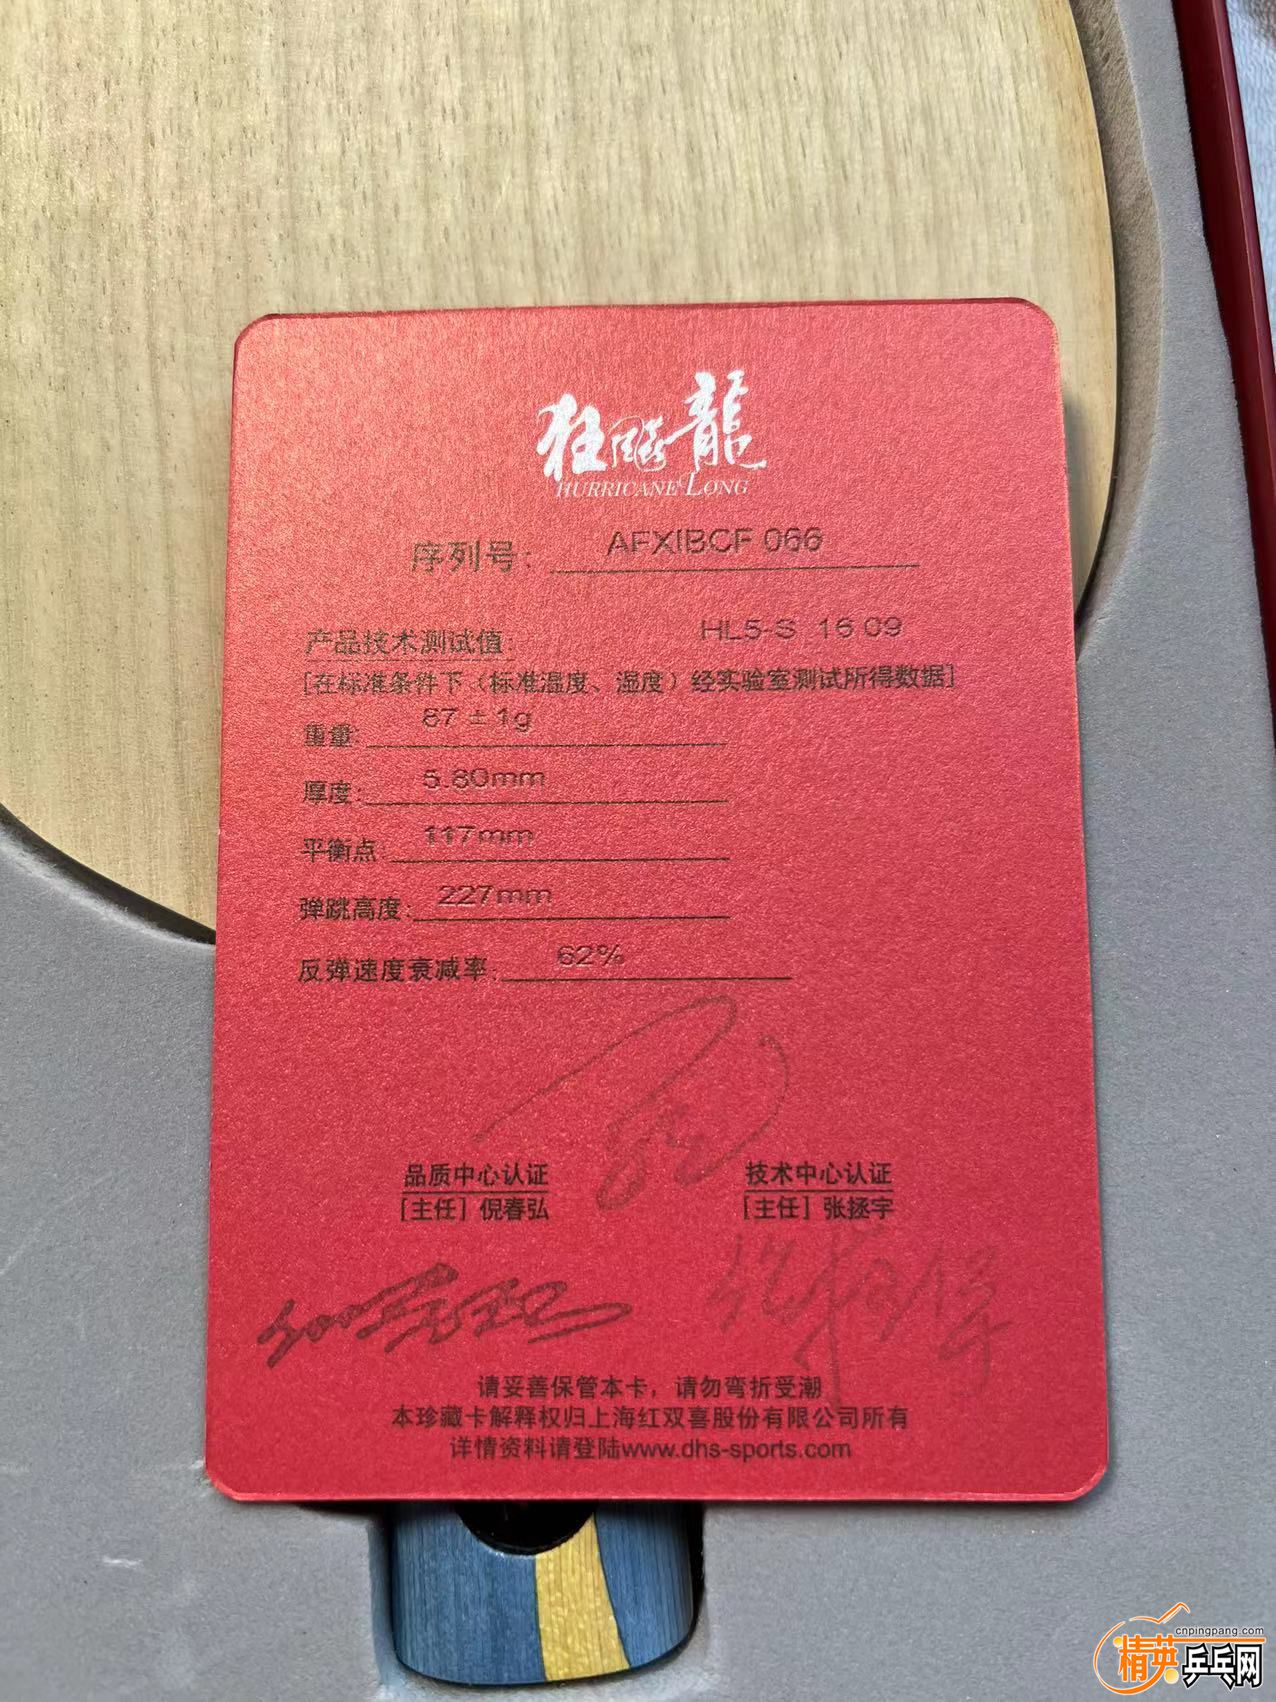 狂飚龍
HURRICANE LONG
序列号: AFXIBCF 066
产品技术测试值: HL5-S 16 09
[在标准条件下（标准温度、湿度）经实验室测试所得数据]
重量: 87 ± 1g
厚度: 5.80mm
平衡点: 117mm
弹跳高度: 227mm
反弹速度衰减率: 62%
品质中心认证 技术中心认证
[主任] 倪春弘 [主任] 张拯宇
请妥善保管本卡，请勿弯折受潮
本珍藏卡解释权归上海红双喜股份有限公司所有
详情资料请登陆www.dhs-sports.com
cnpingpang.com
精英乒乓网